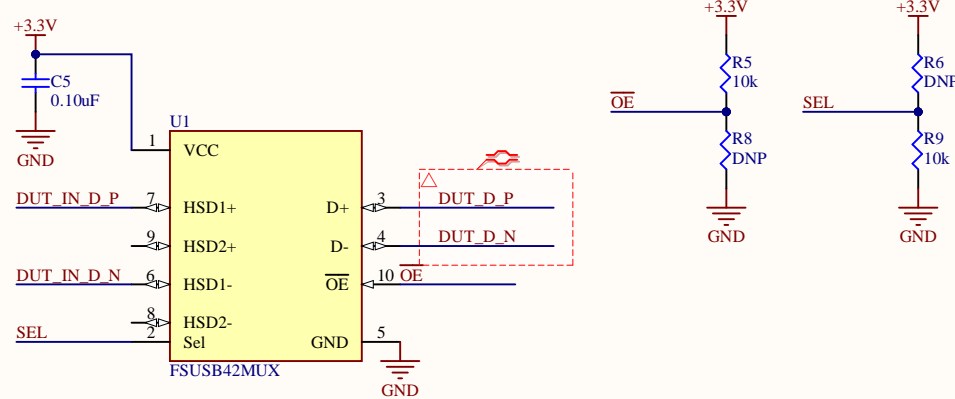 +3.3V
C5
0.10uF
GND
U1
1
VCC
DUT_IN_D_P
7
HSD1+
9
HSD2+
DUT_IN_D_N
6
HSD1-
8
HSD2-
SEL
2
Sel
D+
3
DUT_D_P
D-
4
DUT_D_N
OE
10
OE
GND
5
GND
FSUSB42MUX
+3.3V
R5
10k
OE
R8
DNP
GND
+3.3V
R6
DNP
SEL
R9
10k
GND